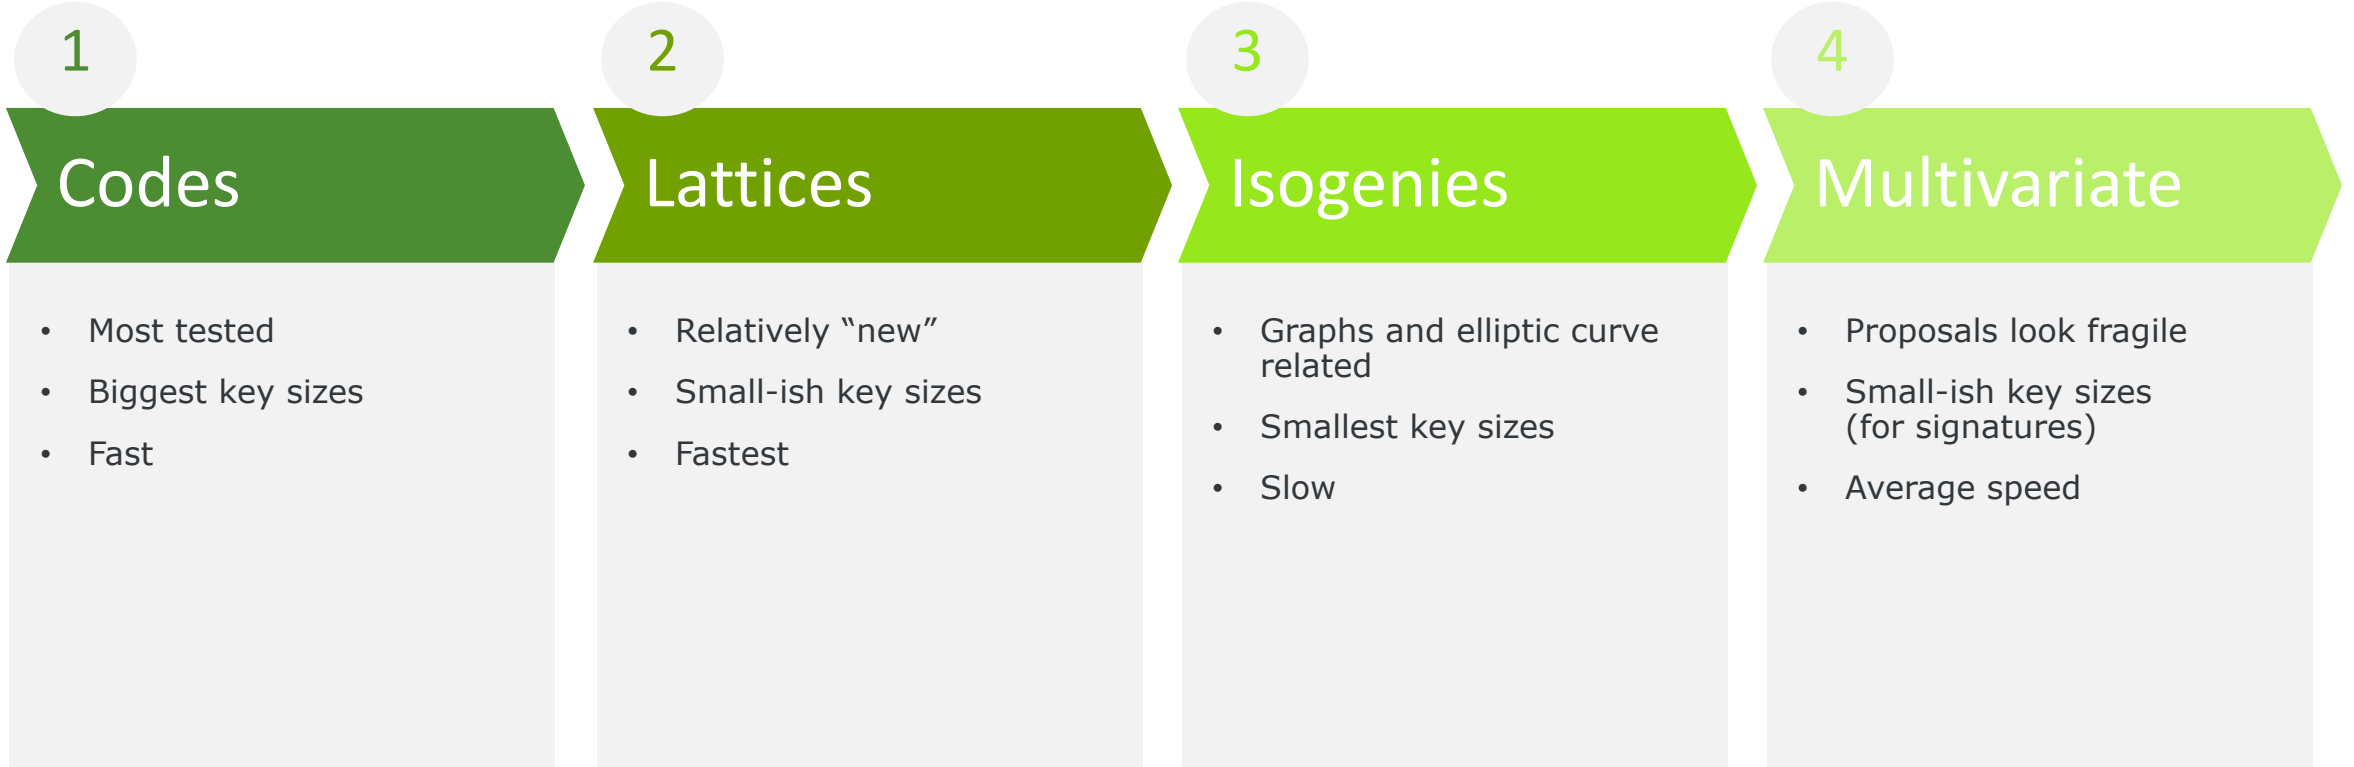 1
Codes
• Most tested
• Biggest key sizes
• Fast
2
Lattices
• Relatively “new”
• Small-ish key sizes
• Fastest
3
Isogenies
• Graphs and elliptic curve
related
• Smallest key sizes
• Slow
4
Multivariate
• Proposals look fragile
• Small-ish key sizes
(for signatures)
• Average speed